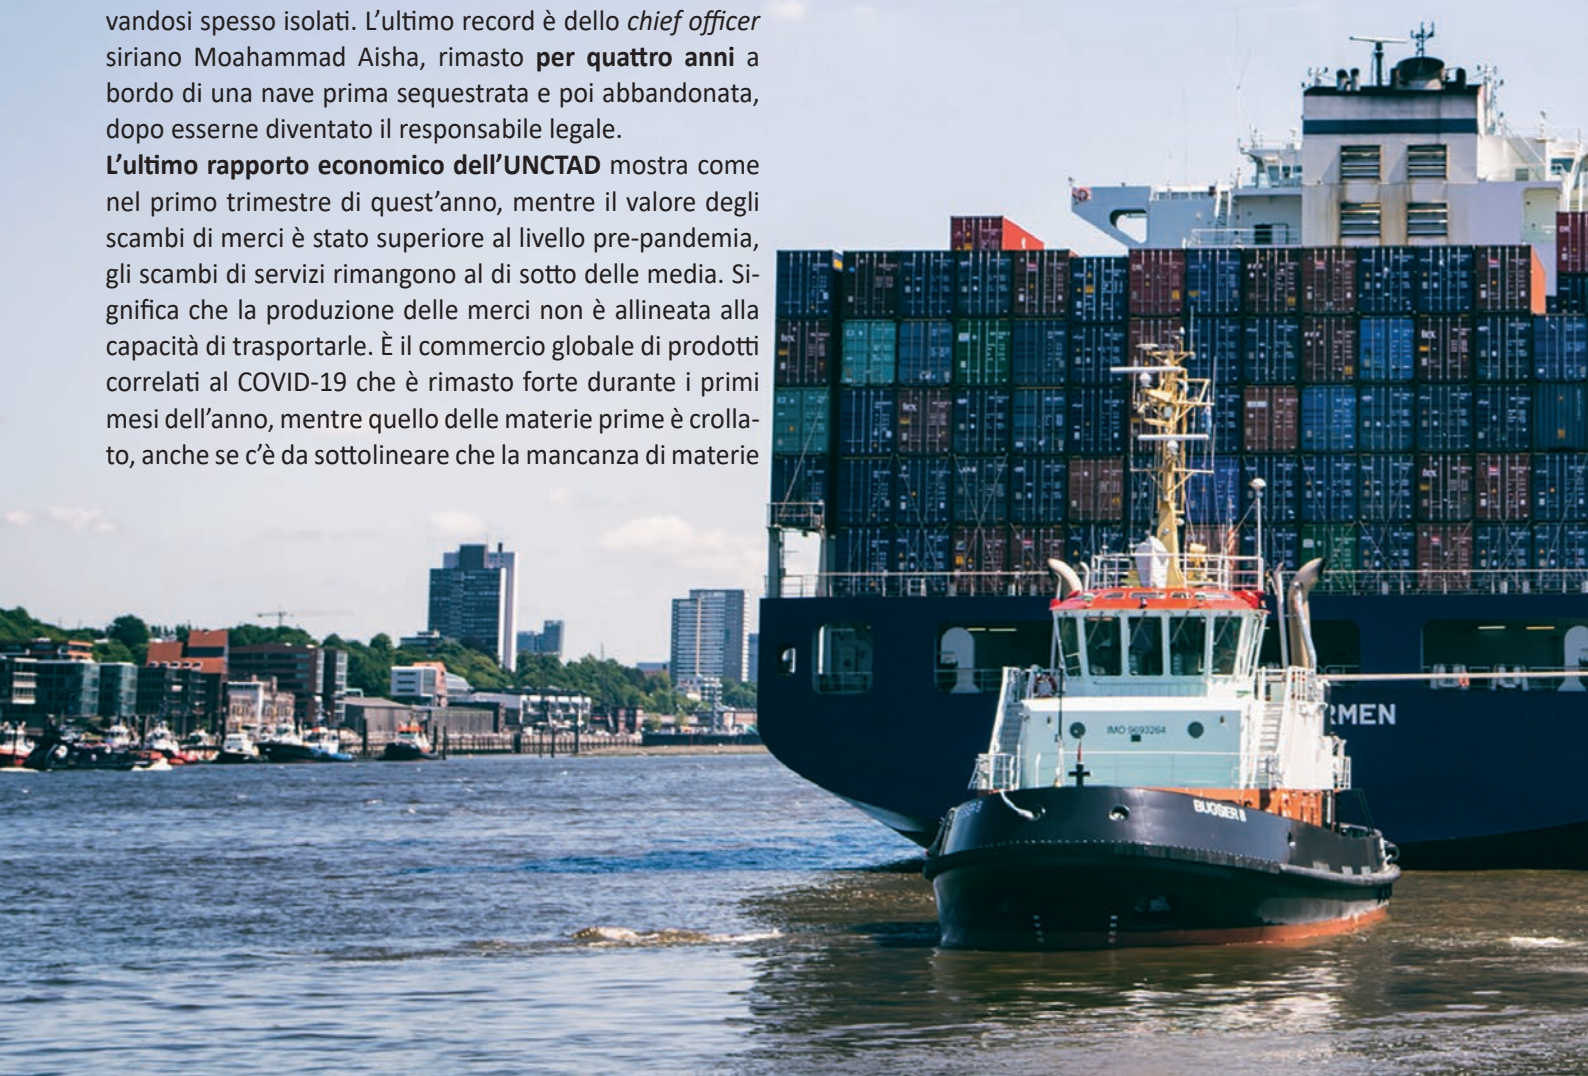 vandosi spesso isolati. L’ultimo record è dello chief officer
siriano Moahammad Aisha, rimasto per quattro anni a
bordo di una nave prima sequestrata e poi abbandonata,
dopo esserne diventato il responsabile legale.
L’ultimo rapporto economico dell’UNCTAD mostra come
nel primo trimestre di quest’anno, mentre il valore degli
scambi di merci è stato superiore al livello pre-pandemia,
gli scambi di servizi rimangono al di sotto delle media. Si-
gnifica che la produzione delle merci non è allineata alla
capacità di trasportarle. È il commercio globale di prodotti
correlati al COVID-19 che è rimasto forte durante i primi
mesi dell’anno, mentre quello delle materie prime è crolla-
to, anche se c’è da sottolineare che la mancanza di materie
RMEN
IMO 9693264
BUGSIER 8